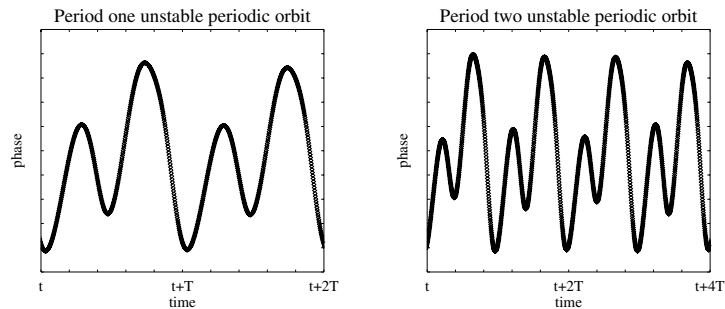 Period one unstable periodic orbit
phase
t
t+T
t+2T
time
Period two unstable periodic orbit
phase
t
t+2T
t+4T
time